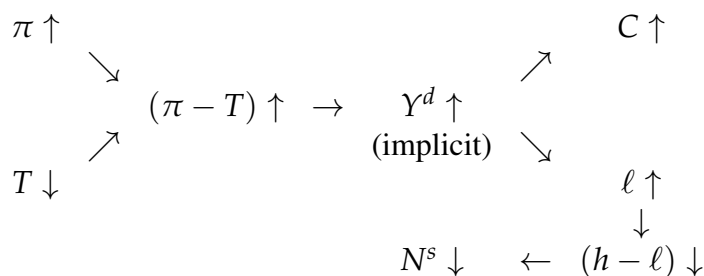 π ↑ C ↑
↘ ↗
(π − T) ↑ → Y^d ↑
(implicit)
↗ ↘
T ↓ ℓ ↑
↓
N^s ↓ ← (h − ℓ) ↓